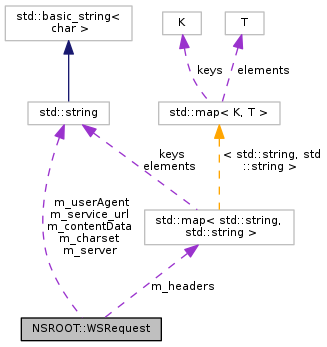 std::basic_string<
char >
K
T
keys
elements
std::string
std::map< K, T >
keys
elements
< std::string, std
::string >
m_userAgent
m_service_url
m_contentData
m_charset
m_server
std::map< std::string,
std::string >
m_headers
NSROOT::WSRequest